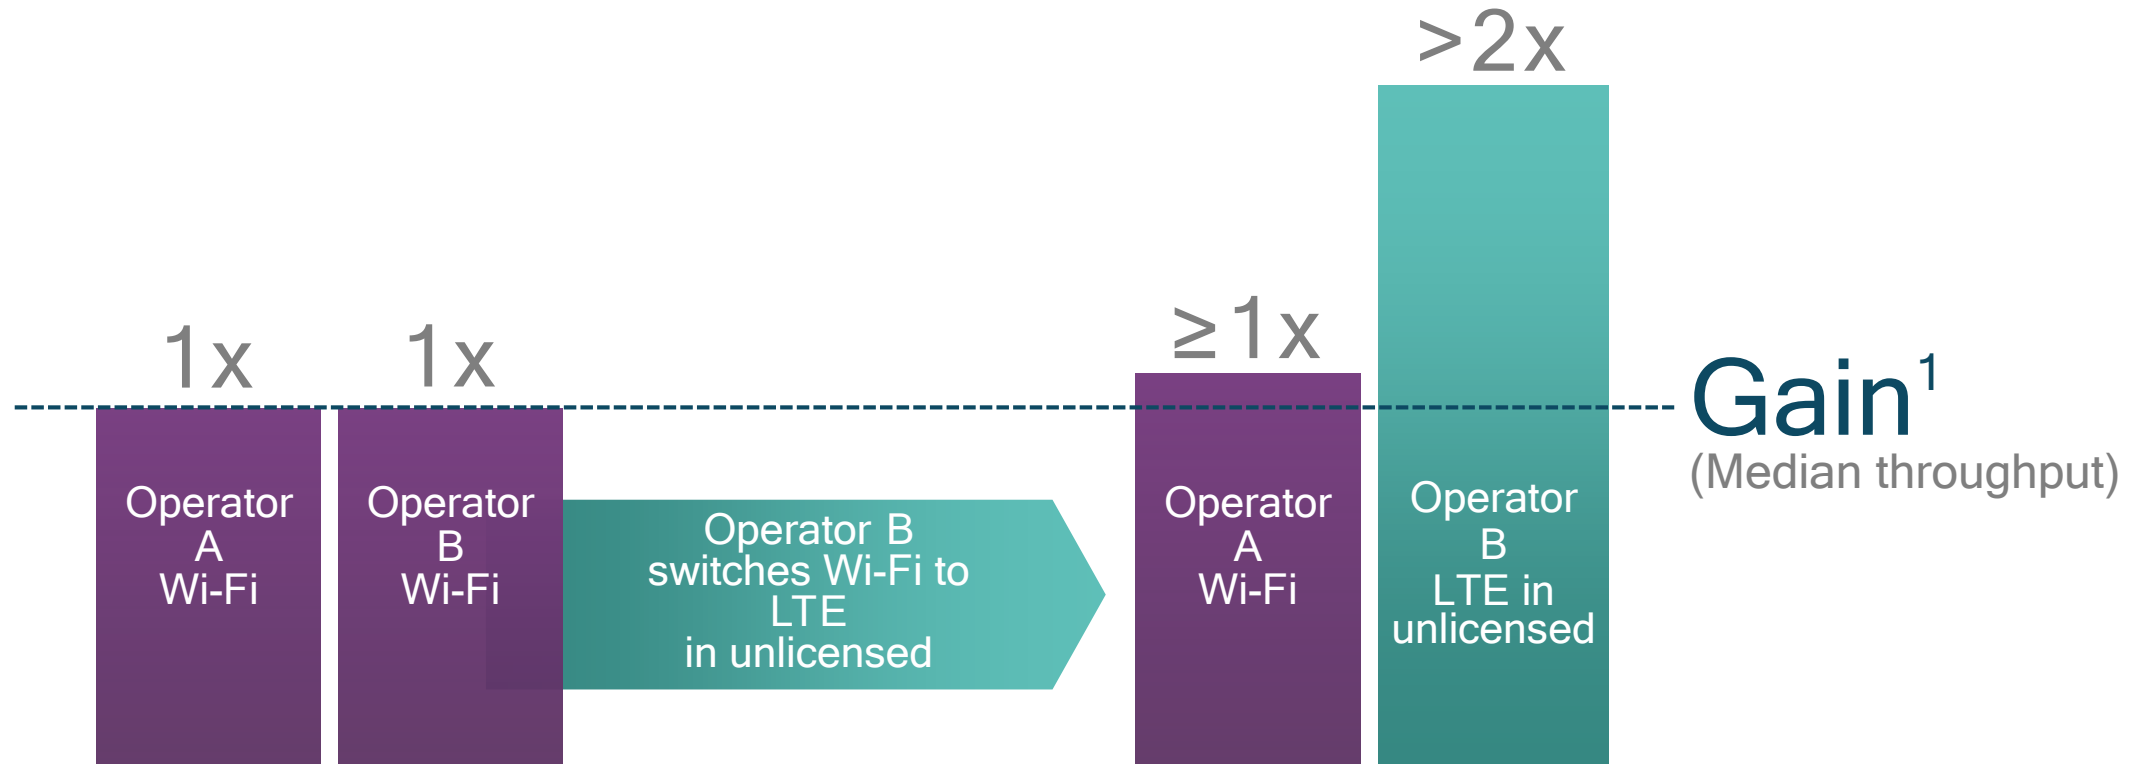 1x
Operator
A
Wi-Fi
1x
Operator
B
Wi-Fi
Operator B
switches Wi-Fi to
LTE
in unlicensed
≥1x
Operator
A
Wi-Fi
>2x
Operator
B
LTE in
unlicensed
Gain¹
(Median throughput)